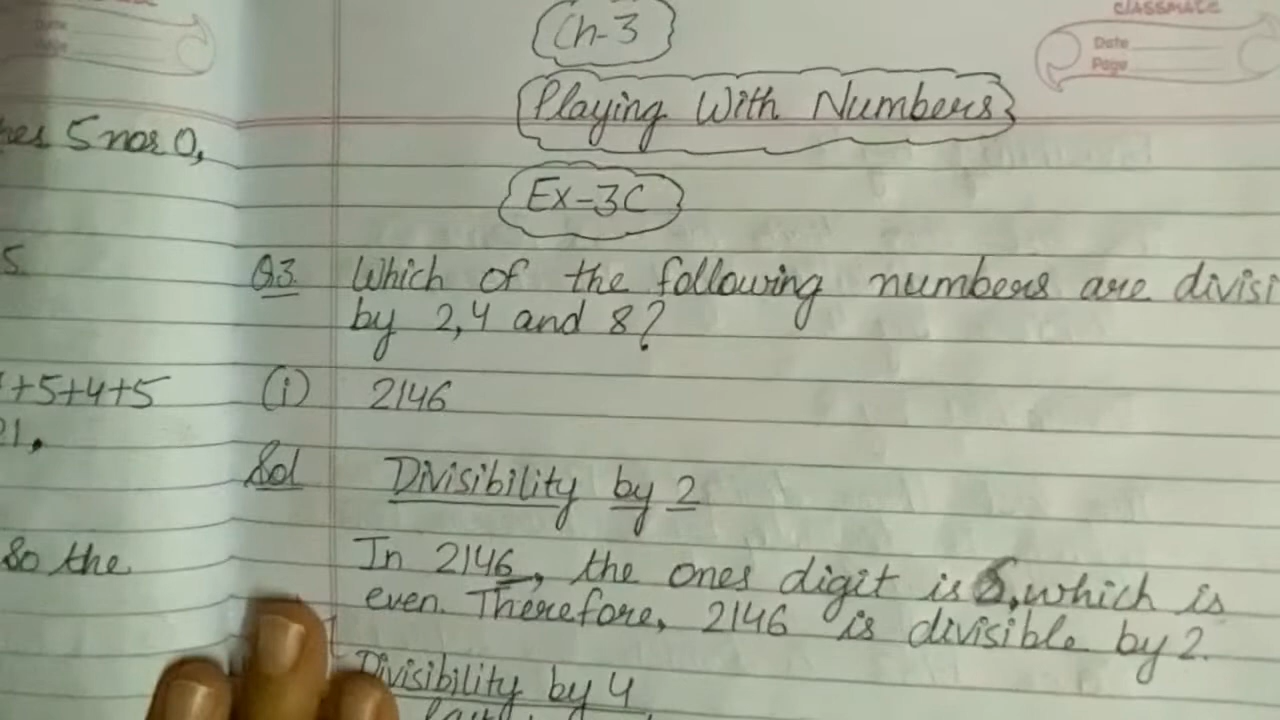 CLASSMATE
Date
Page
Date
Page
Ch-3
Playing With Numbers
Ex-3C
5 nor 0,
5
Q3. Which of the following numbers are divisi
by 2,4 and 8?
+5+4+5
(i) 2146
21.
Sol Divisibility by 2
So the
In 2146, the ones digit is 6, which is
even. Therefore, 2146 is divisible by 2.
Divisibility by 4